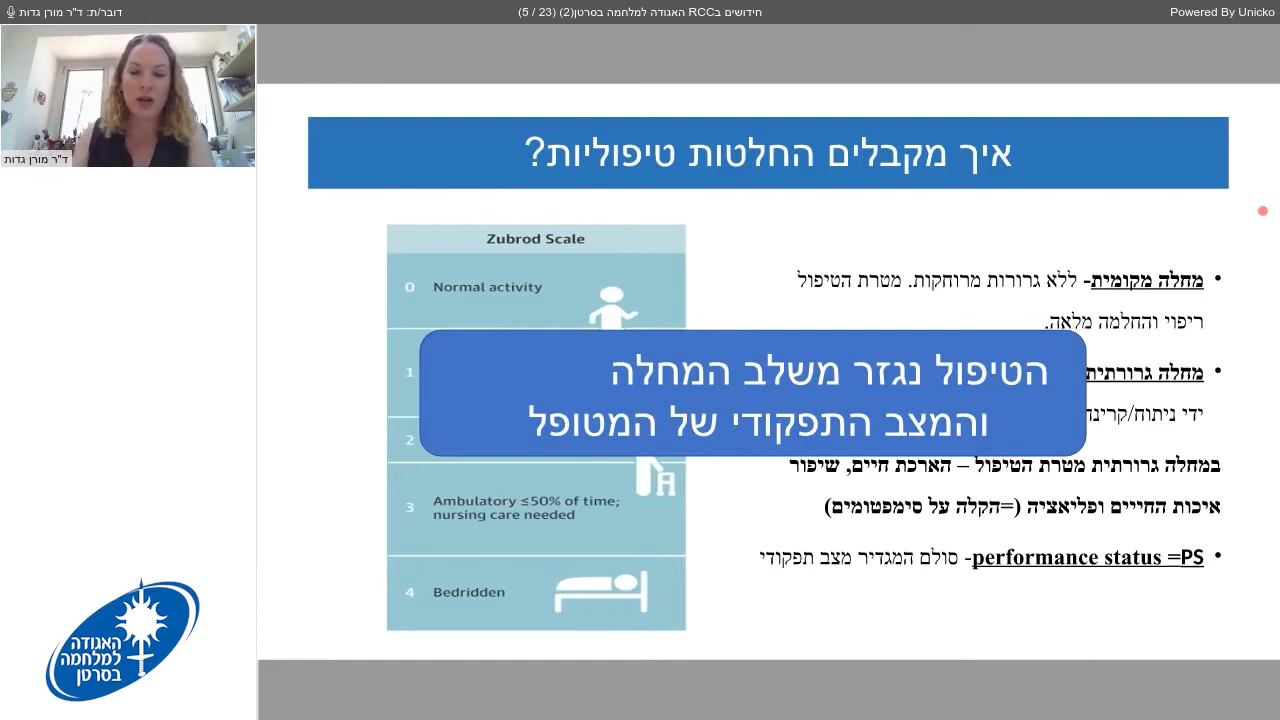 דובר/ת: ד"ר מורן גדות
חידושים בRCC האגודה למלחמה בסרטן(2) (23 / 5)
Powered By Unicko
ד"ר מורן גדות
איך מקבלים החלטות טיפוליות?
מחלה מקומית- ללא גרורות מרוחקות. מטרת הטיפול
ריפוי והחלמה מלאה.
מחלה גרורתית
ידי ניתוח/קרינה
במחלה גרורתית מטרת הטיפול – הארכת חיים, שיפור
איכות החיייים ופליאציה (=הקלה על סימפטומים)
performance status =PS- סולם המגדיר מצב תפקודי
הטיפול נגזר משלב המחלה
והמצב התפקודי של המטופל
Zubrod Scale
0 Normal activity
1
2
3 Ambulatory ≤50% of time;
nursing care needed
4 Bedridden
האגודה
למלחמה
בסרטן